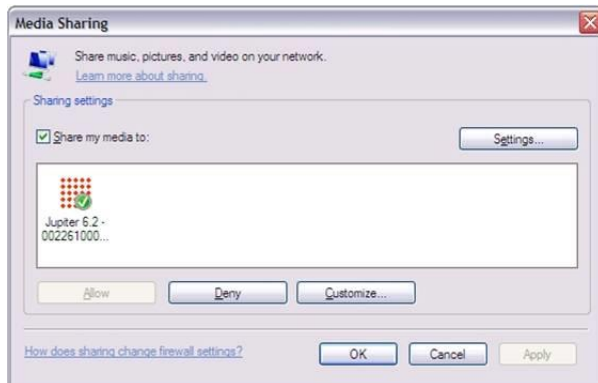 Media Sharing
Share music, pictures, and video on your network.
Learn more about sharing.
Sharing settings
Share my media to:
Settings...
Jupiter 6.2 -
002261000...
Allow
Deny
Customize...
How does sharing change firewall settings?
OK
Cancel
Apply